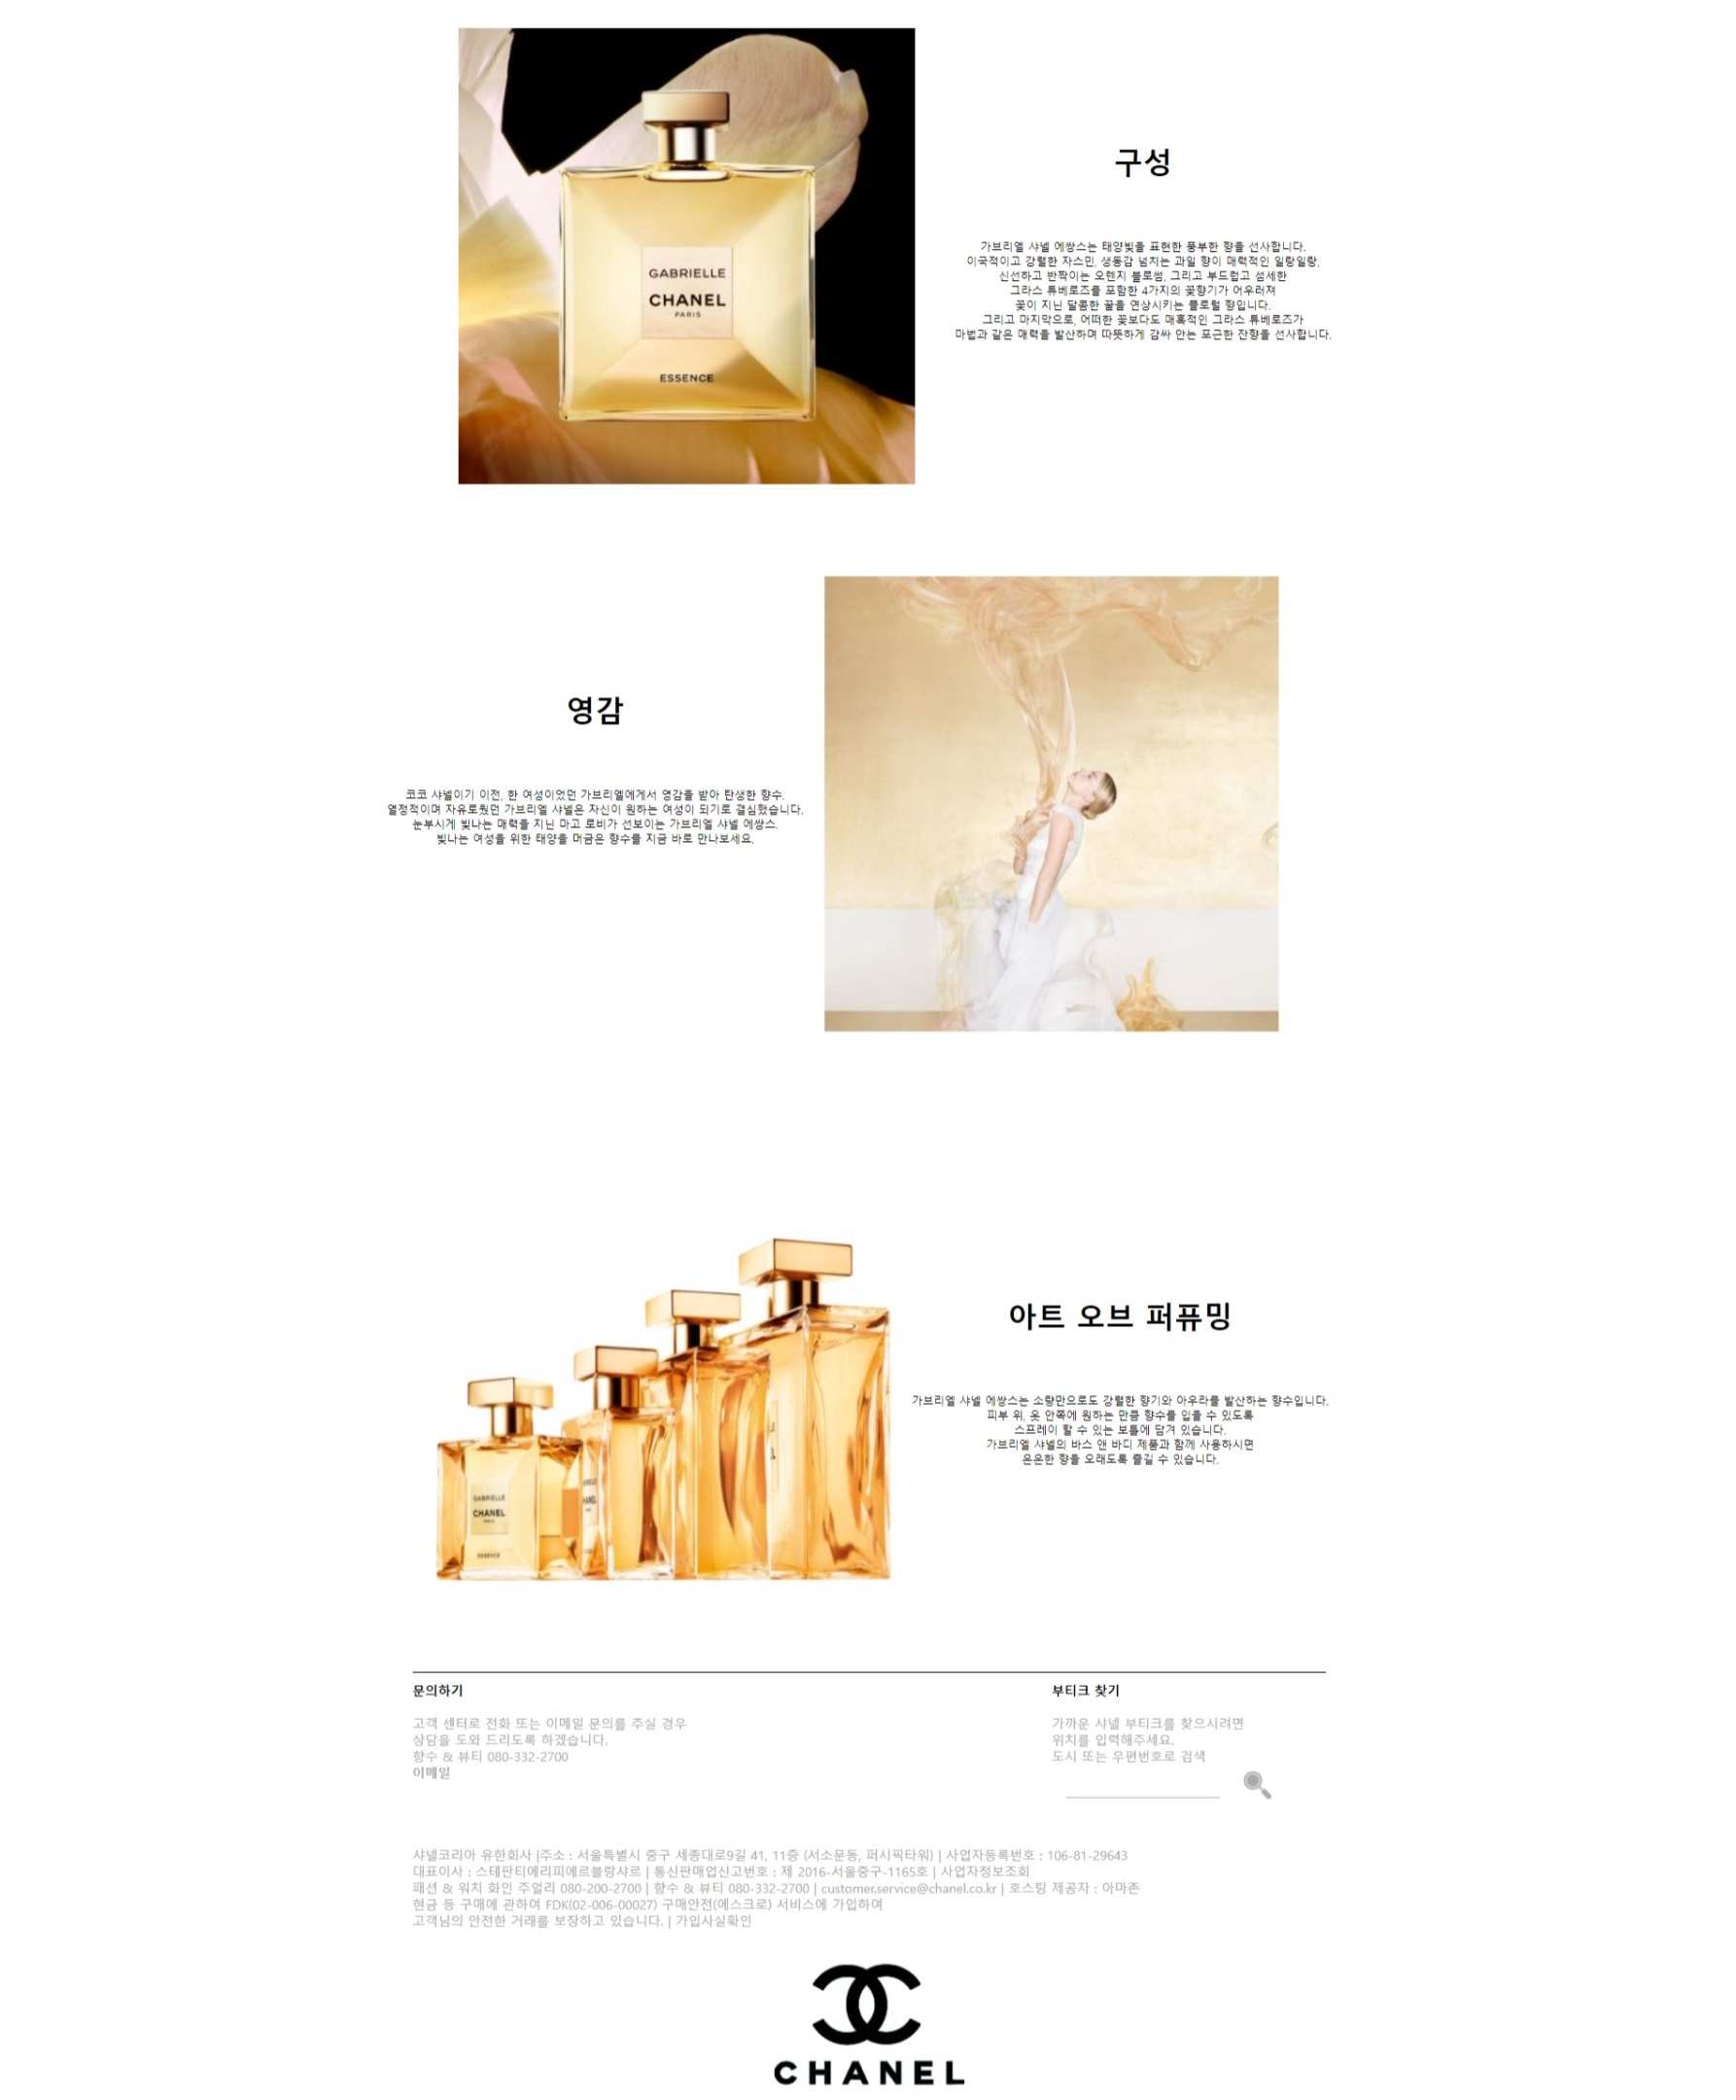 GABRIELLE
CHANEL
PARIS
ESSENCE
구성
가브리엘 샤넬 에쌍스는 태양빛을 표현한 풍부한 향을 선사합니다.
이국적이고 강렬한 자스민, 생동감 넘치는 과일 향이 매력적인 일랑일랑,
신선하고 반짝이는 오렌지 블로썸, 그리고 부드럽고 섬세한
그라스 튜베로즈를 포함한 4가지의 꽃향기가 어우러져
꽃이 지닌 달콤한 꿀을 연상시키는 플로럴 향입니다.
그리고 마지막으로, 어떠한 꽃보다도 매혹적인 그라스 튜베로즈가
마법과 같은 매력을 발산하며 따뜻하게 감싸 안는 포근한 잔향을 선사합니다.
영감
코코 샤넬이기 이전, 한 여성이었던 가브리엘에게서 영감을 받아 탄생한 향수.
열정적이며 자유로웠던 가브리엘 샤넬은 자신이 원하는 여성이 되기로 결심했습니다.
눈부시게 빛나는 매력을 지닌 마고 로비가 선보이는 가브리엘 샤넬 에쌍스.
빛나는 여성을 위한 태양을 머금은 향수를 지금 바로 만나보세요.
아트 오브 퍼퓨밍
가브리엘 샤넬 에쌍스는 소량만으로도 강렬한 향기와 아우라를 발산하는 향수입니다.
피부 위, 옷 안쪽에 원하는 만큼 향수를 입을 수 있도록
스프레이 할 수 있는 보틀에 담겨 있습니다.
가브리엘 샤넬의 바스 앤 바디 제품과 함께 사용하시면
은은한 향을 오래도록 즐길 수 있습니다.
GABRIELLE
CHANEL
PARIS
ESSENCE
문의하기
고객 센터로 전화 또는 이메일 문의를 주실 경우
상담을 도와 드리도록 하겠습니다.
향수 & 뷰티 080-332-2700
이메일
부티크 찾기
가까운 샤넬 부티크를 찾으시려면
위치를 입력해주세요.
도시 또는 우편번호로 검색
샤넬코리아 유한회사 |주소 : 서울특별시 중구 세종대로9길 41, 11층 (서소문동, 퍼시픽타워) | 사업자등록번호 : 106-81-29643
대표이사 : 스테판티에리피에르블랑샤르 | 통신판매업신고번호 : 제 2016-서울중구-1165호 | 사업자정보조회
패션 & 워치 화인 주얼리 080-200-2700 | 향수 & 뷰티 080-332-2700 | customer.service@chanel.co.kr | 호스팅 제공자 : 아마존
현금 등 구매에 관하여 FDK(02-006-00027) 구매안전(에스크로) 서비스에 가입하여
고객님의 안전한 거래를 보장하고 있습니다. | 가입사실확인
CHANEL